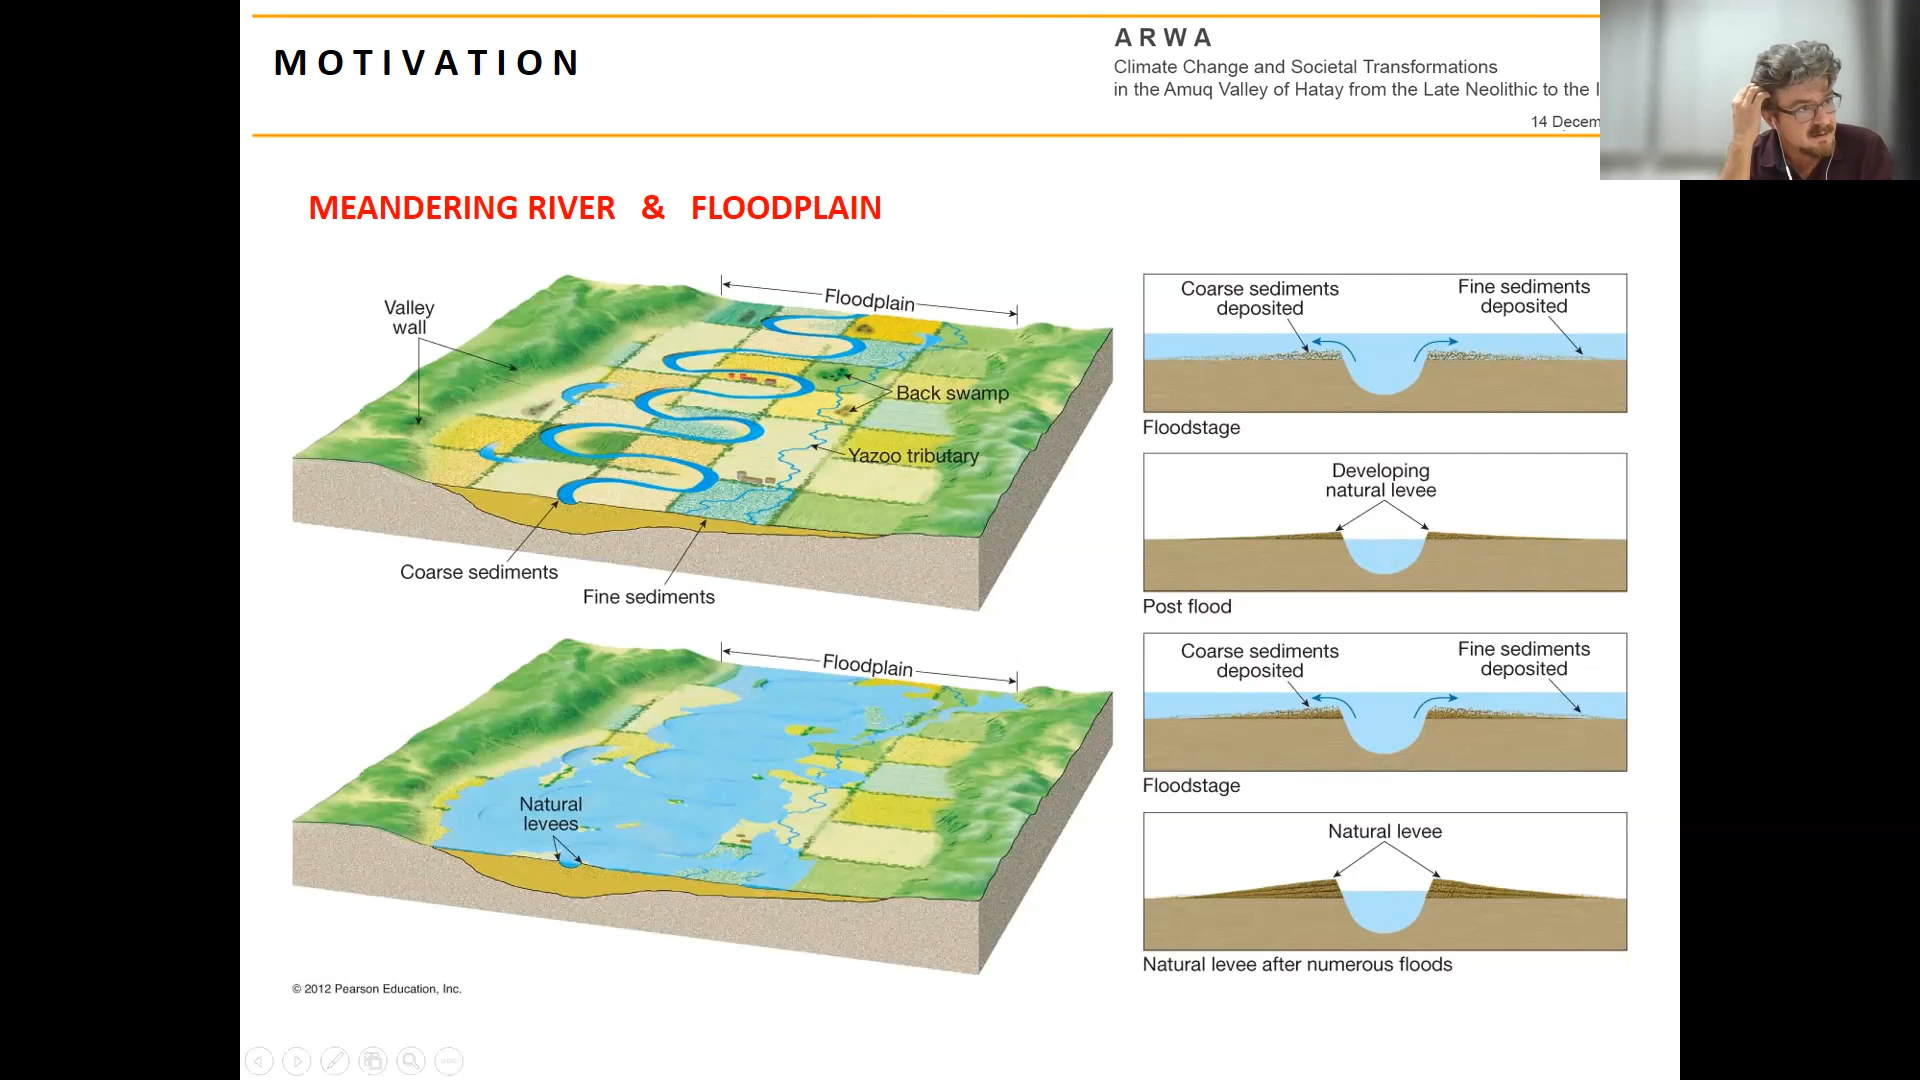 MOTIVATION
ARWA
Climate Change and Societal Transformations
in the Amuq Valley of Hatay from the Late Neolithic to the
14 Decem
MEANDERING RIVER & FLOODPLAIN
Floodplain
Valley
wall
Back swamp
Yazoo tributary
Coarse sediments
Fine sediments
Floodplain
Natural
levees
© 2012 Pearson Education, Inc.
Coarse sediments
deposited
Fine sediments
deposited
Floodstage
Developing
natural levee
Post flood
Coarse sediments
deposited
Fine sediments
deposited
Floodstage
Natural levee
Natural levee after numerous floods